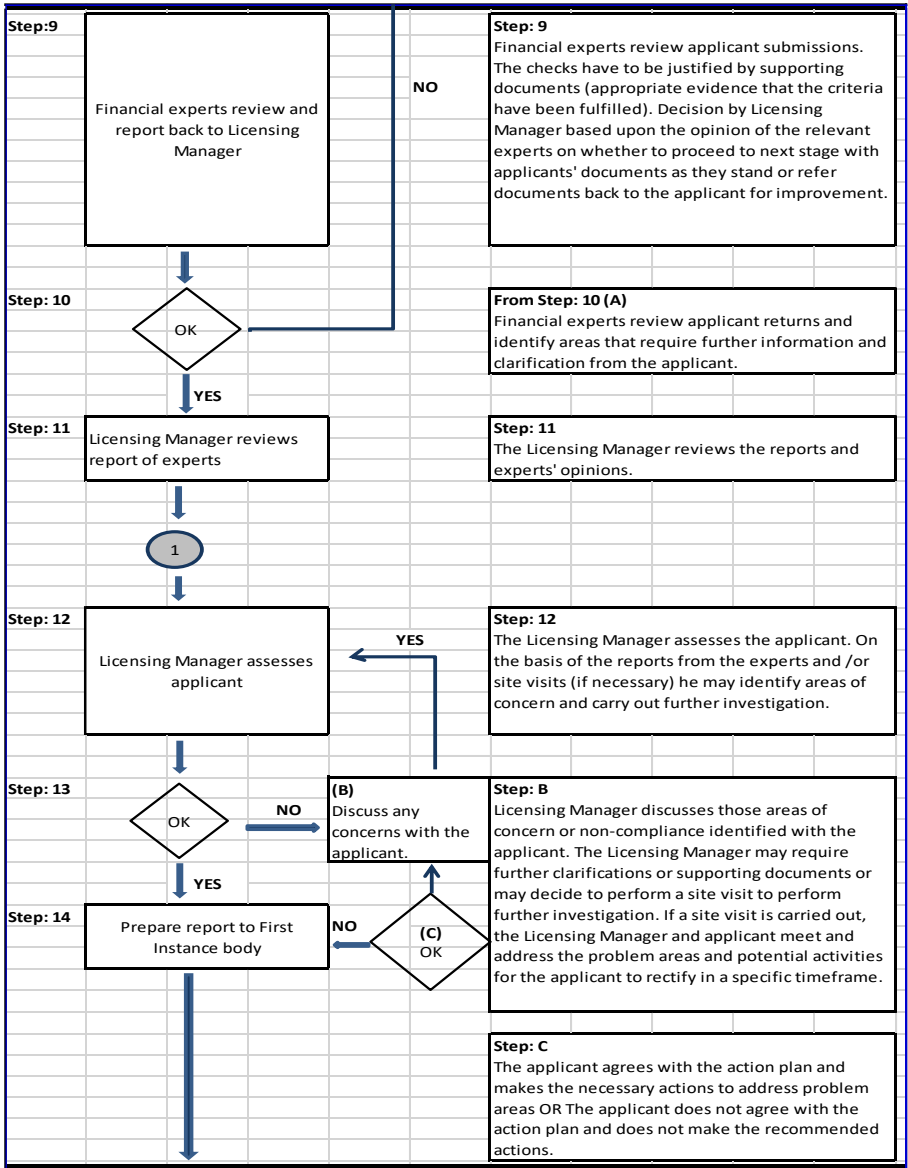 Step:9
Financial experts review and
report back to Licensing
Manager
NO
Step: 9
Financial experts review applicant submissions.
The checks have to be justified by supporting
documents (appropriate evidence that the criteria
have been fulfilled). Decision by Licensing
Manager based upon the opinion of the relevant
experts on whether to proceed to next stage with
applicants' documents as they stand or refer
documents back to the applicant for improvement.
Step: 10
OK
YES
From Step: 10 (A)
Financial experts review applicant returns and
identify areas that require further information and
clarification from the applicant.
Step: 11
Licensing Manager reviews
report of experts
Step: 11
The Licensing Manager reviews the reports and
experts' opinions.
1
Step: 12
Licensing Manager assesses
applicant
YES
Step: 12
The Licensing Manager assesses the applicant. On
the basis of the reports from the experts and /or
site visits (if necessary) he may identify areas of
concern and carry out further investigation.
Step: 13
OK
NO
YES
(B)
Discuss any
concerns with the
applicant.
Step: B
Licensing Manager discusses those areas of
concern or non-compliance identified with the
applicant. The Licensing Manager may require
further clarifications or supporting documents or
may decide to perform a site visit to perform
further investigation. If a site visit is carried out,
the Licensing Manager and applicant meet and
address the problem areas and potential activities
for the applicant to rectify in a specific timeframe.
Step: 14
Prepare report to First
Instance body
NO
(C)
OK
Step: C
The applicant agrees with the action plan and
makes the necessary actions to address problem
areas OR The applicant does not agree with the
action plan and does not make the recommended
actions.